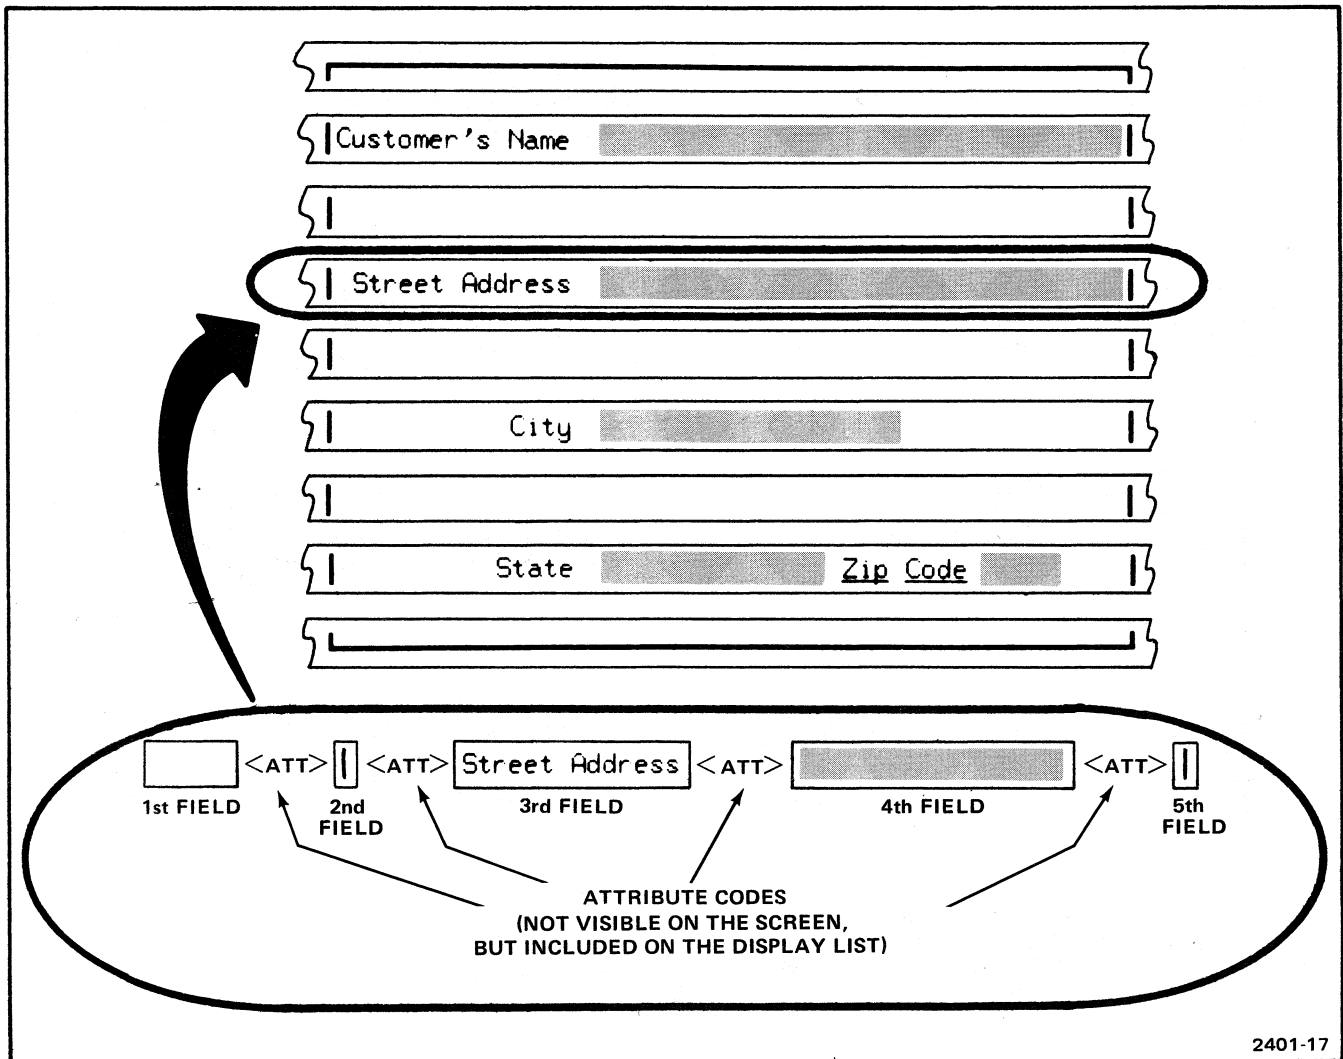 Customer's Name
Street Address
City
State Zip Code
<ATT> <ATT> Street Address <ATT> <ATT>
1st FIELD 2nd FIELD 3rd FIELD 4th FIELD 5th FIELD
ATTRIBUTE CODES
(NOT VISIBLE ON THE SCREEN,
BUT INCLUDED ON THE DISPLAY LIST)
2401-17